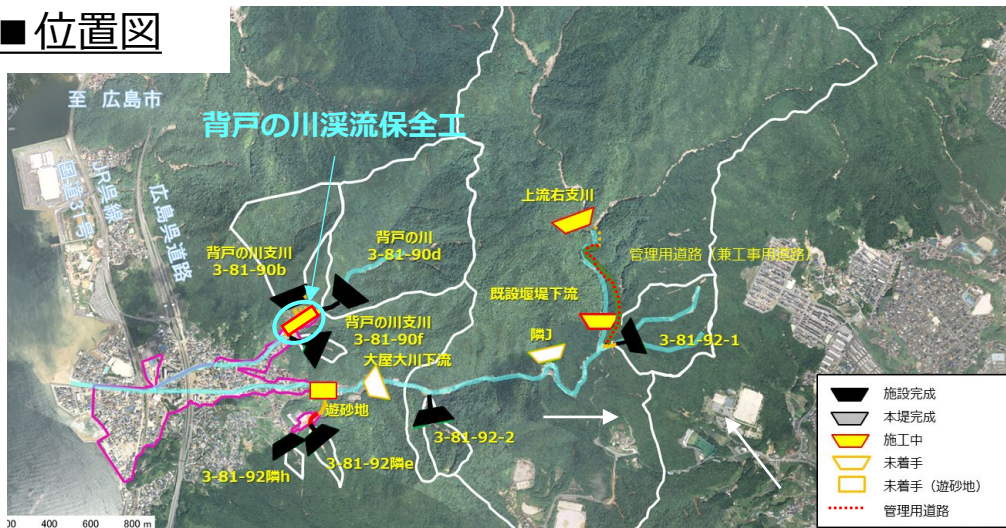 ■位置図
至 広島市
背戸の川渓流保全工
国道31号
JR呉線
広島呉道路
上流右支川
背戸の川支川
3-81-90b
背戸の川
3-81-90d
管理用道路（兼工事用道路）
既設堰堤下流
背戸の川支川
3-81-90f
隣J
3-81-92-1
大屋大川下流
遊砂地
3-81-92-2
3-81-92隣e
3-81-92隣h
施設完成
本堤完成
施工中
未着手
未着手（遊砂地）
管理用道路
00 400 600 800 m